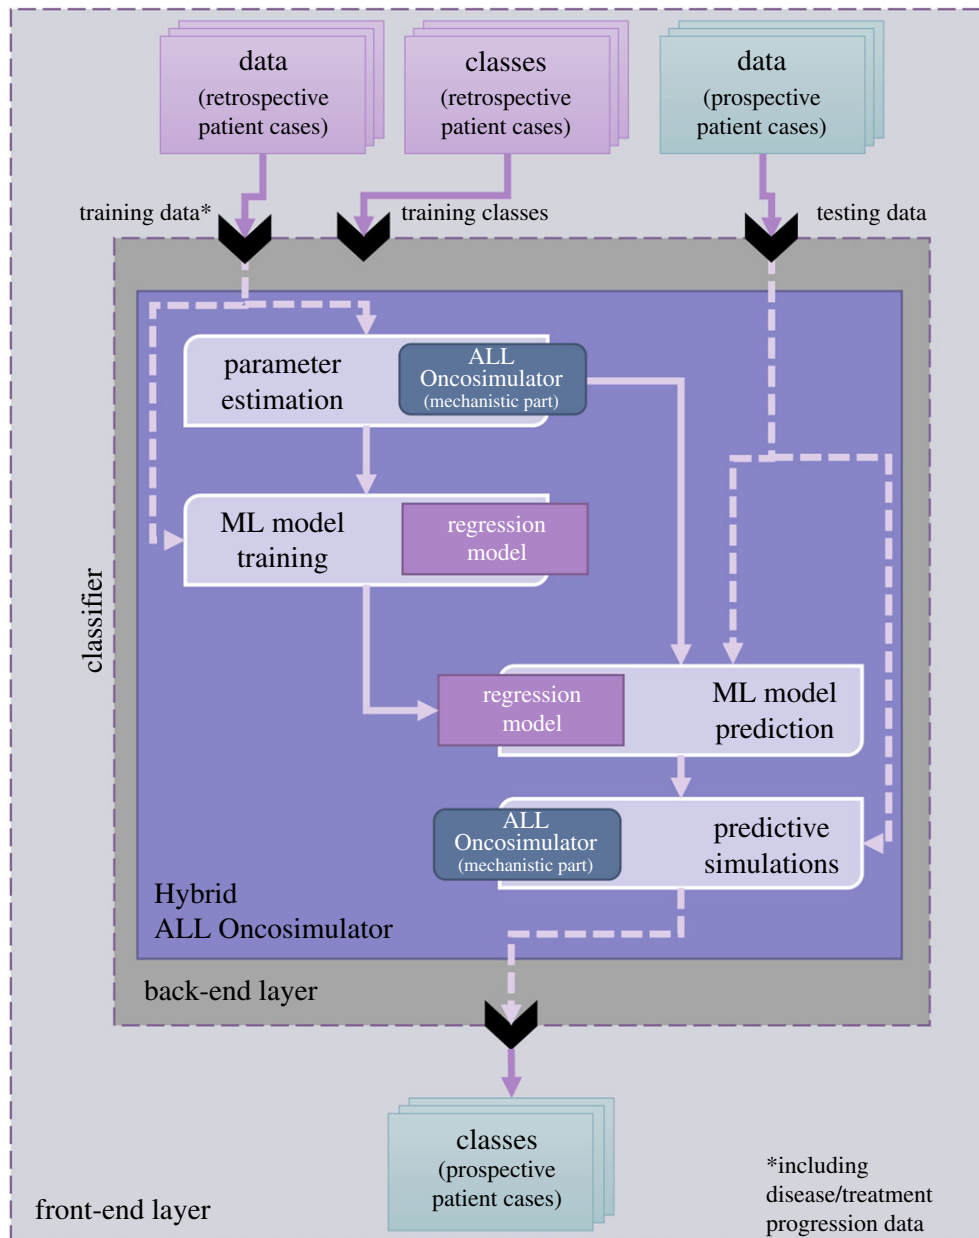 data
(retrospective
patient cases)
classes
(retrospective
patient cases)
data
(prospective
patient cases)
training data*
training classes
testing data
parameter
estimation
ALL
Oncosimulator
(mechanistic part)
ML model
training
regression
model
classifier
regression
model
ML model
prediction
ALL
Oncosimulator
(mechanistic part)
predictive
simulations
Hybrid
ALL Oncosimulator
back-end layer
classes
(prospective
patient cases)
front-end layer
*including
disease/treatment
progression data